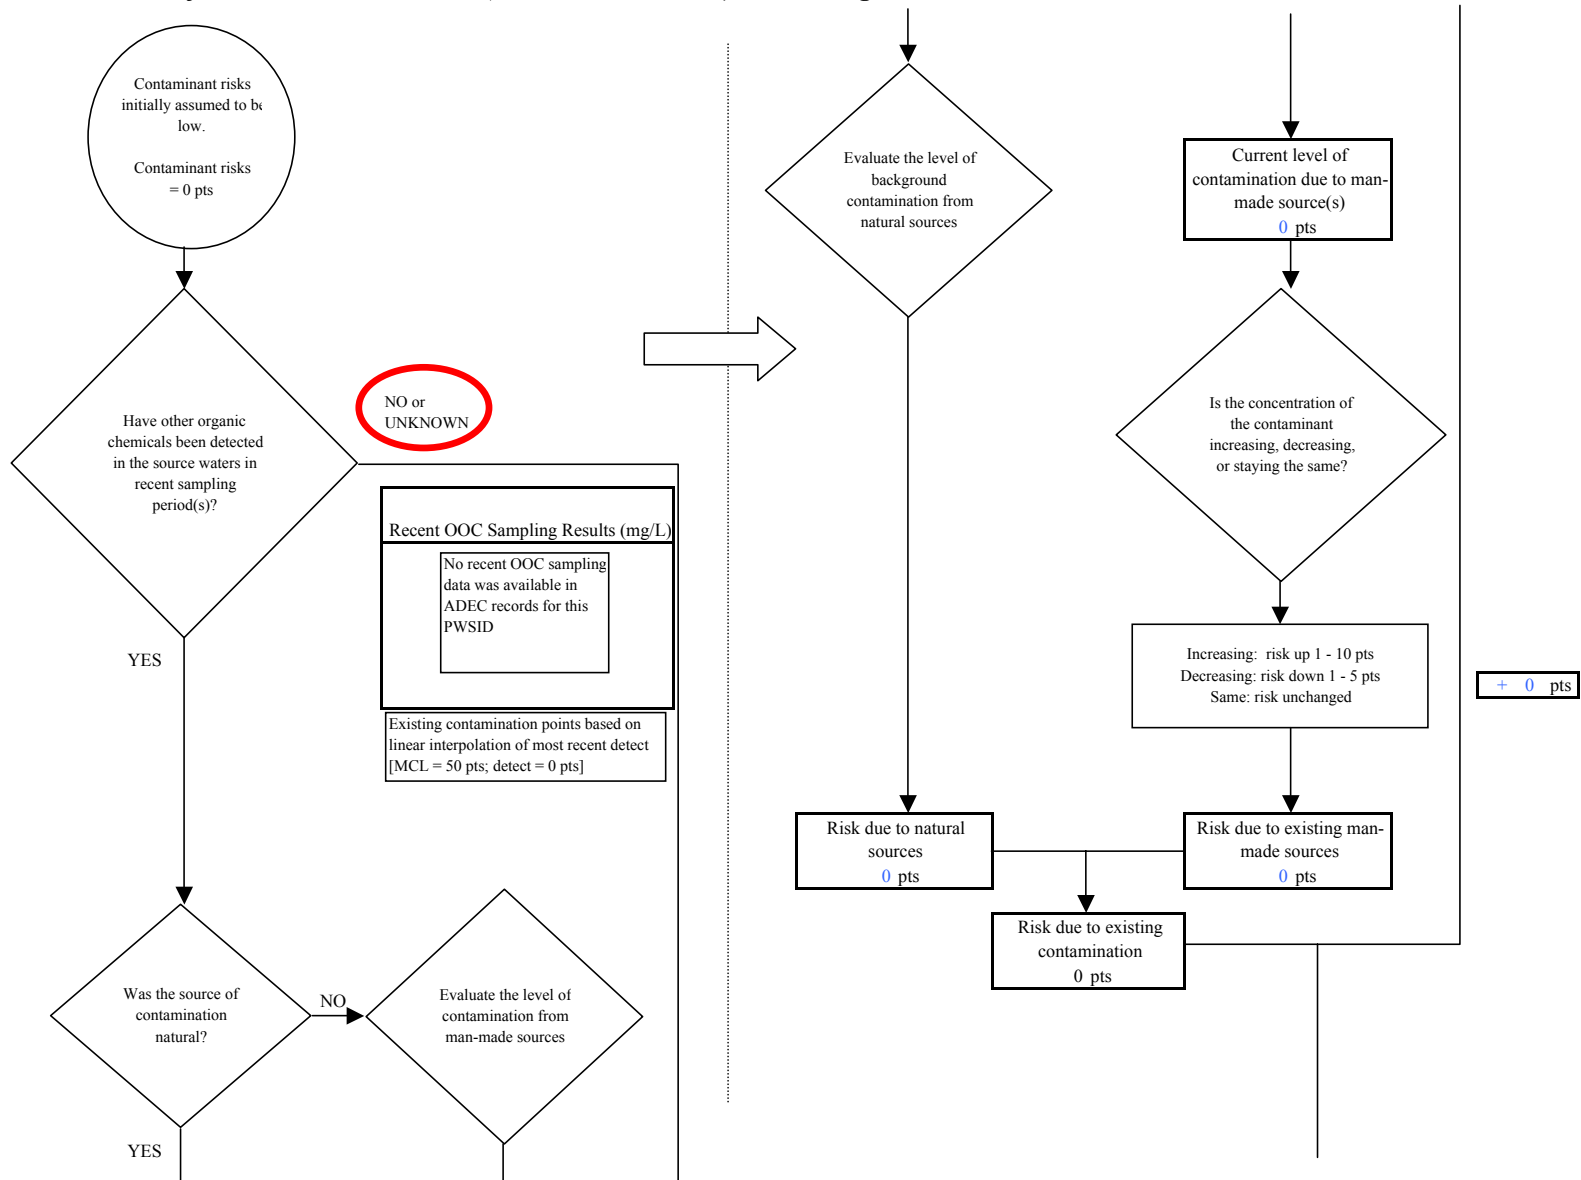 Contaminant risks
initially assumed to be
low.
Contaminant risks
= 0 pts
Have other organic
chemicals been detected
in the source waters in
recent sampling
period(s)?
NO or
UNKNOWN
Recent OOC Sampling Results (mg/L)
No recent OOC sampling
data was available in
ADEC records for this
PWSID
Existing contamination points based on
linear interpolation of most recent detect
[MCL = 50 pts; detect = 0 pts]
YES
Was the source of
contamination
natural?
NO
Evaluate the level of
contamination from
man-made sources
YES
Evaluate the level of
background
contamination from
natural sources
Current level of
contamination due to man-
made source(s)
0 pts
Is the concentration of
the contaminant
increasing, decreasing,
or staying the same?
Increasing: risk up 1 - 10 pts
Decreasing: risk down 1 - 5 pts
Same: risk unchanged
+ 0 pts
Risk due to natural
sources
0 pts
Risk due to existing man-
made sources
0 pts
Risk due to existing
contamination
0 pts